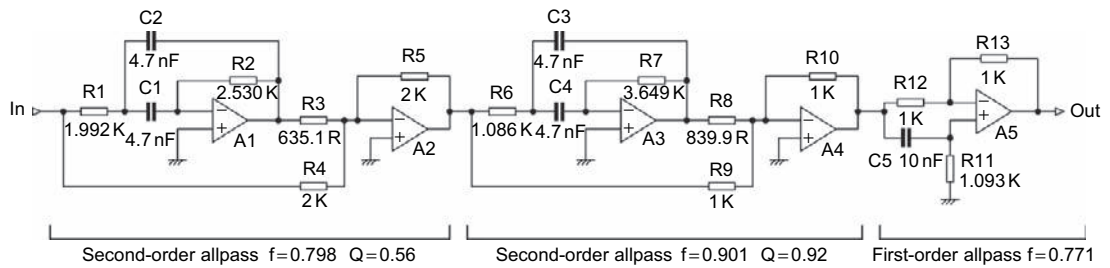 C2
4.7 nF
R2
2.530 K
R1
1.992 K
C1
4.7 nF
In
A1
R3
635.1 R
R4
2 K
R5
2 K
A2
C3
4.7 nF
R7
3.649 K
R6
1.086 K
C4
4.7 nF
A3
R8
839.9 R
R9
1 K
R10
1 K
A4
R12
1 K
R13
1 K
A5
Out
C5 10 nF
R11
1.093 K
Second-order allpass f=0.798 Q=0.56
Second-order allpass f=0.901 Q=0.92
First-order allpass f=0.771